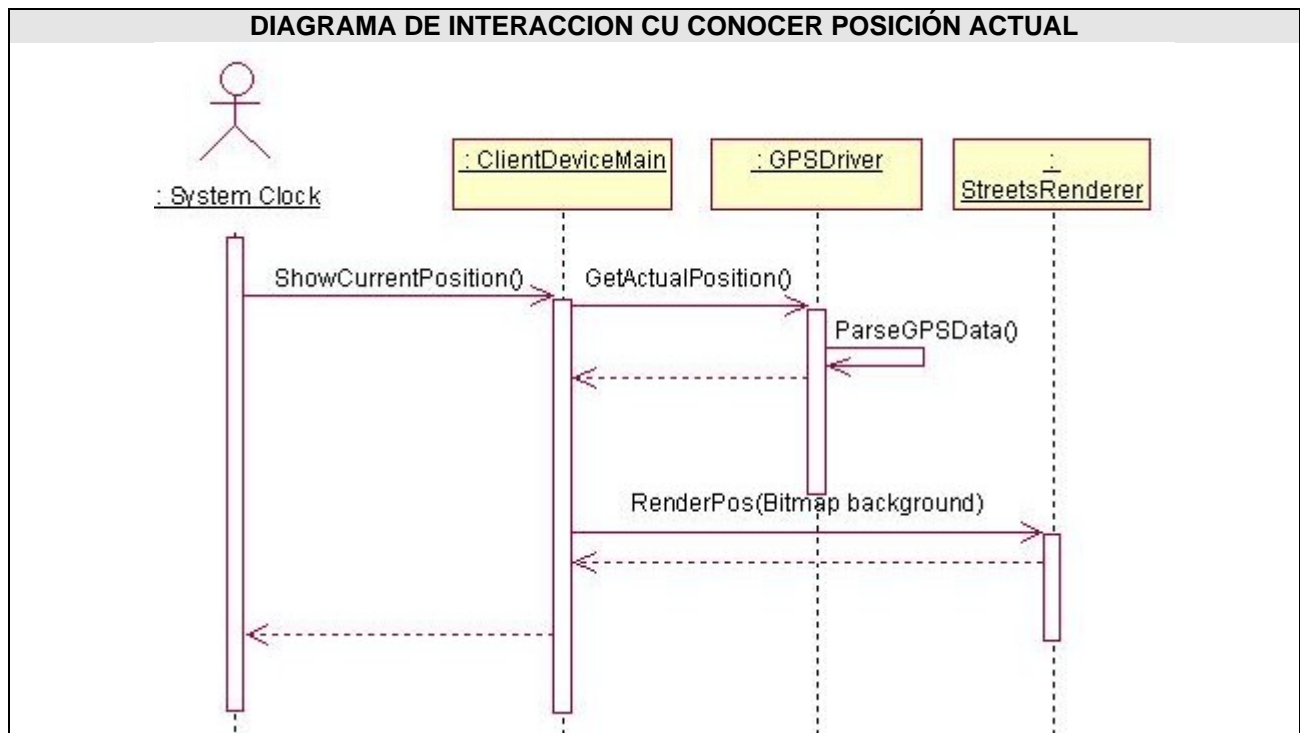 DIAGRAMA DE INTERACCION CU CONOCER POSICIÓN ACTUAL
: System Clock
: ClientDeviceMain
: GPSDriver
:
StreetsRenderer
ShowCurrentPosition()
GetActualPosition()
ParseGPSData()
RenderPos(Bitmap background)